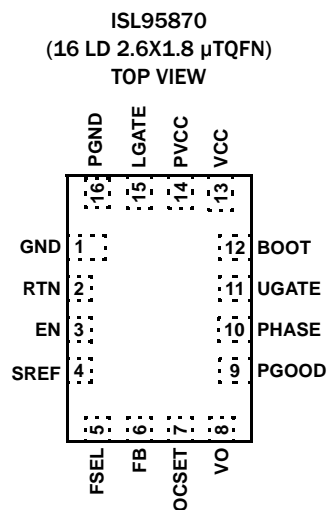 ISL95870
(16 LD 2.6X1.8 µTQFN)
TOP VIEW
PGND LGATE PVCC VCC
16 15 14 13
GND 1 12 BOOT
RTN 2 11 UGATE
EN 3 10 PHASE
SREF 4 9 PGOOD
5 6 7 8
FSEL FB OCSET VO